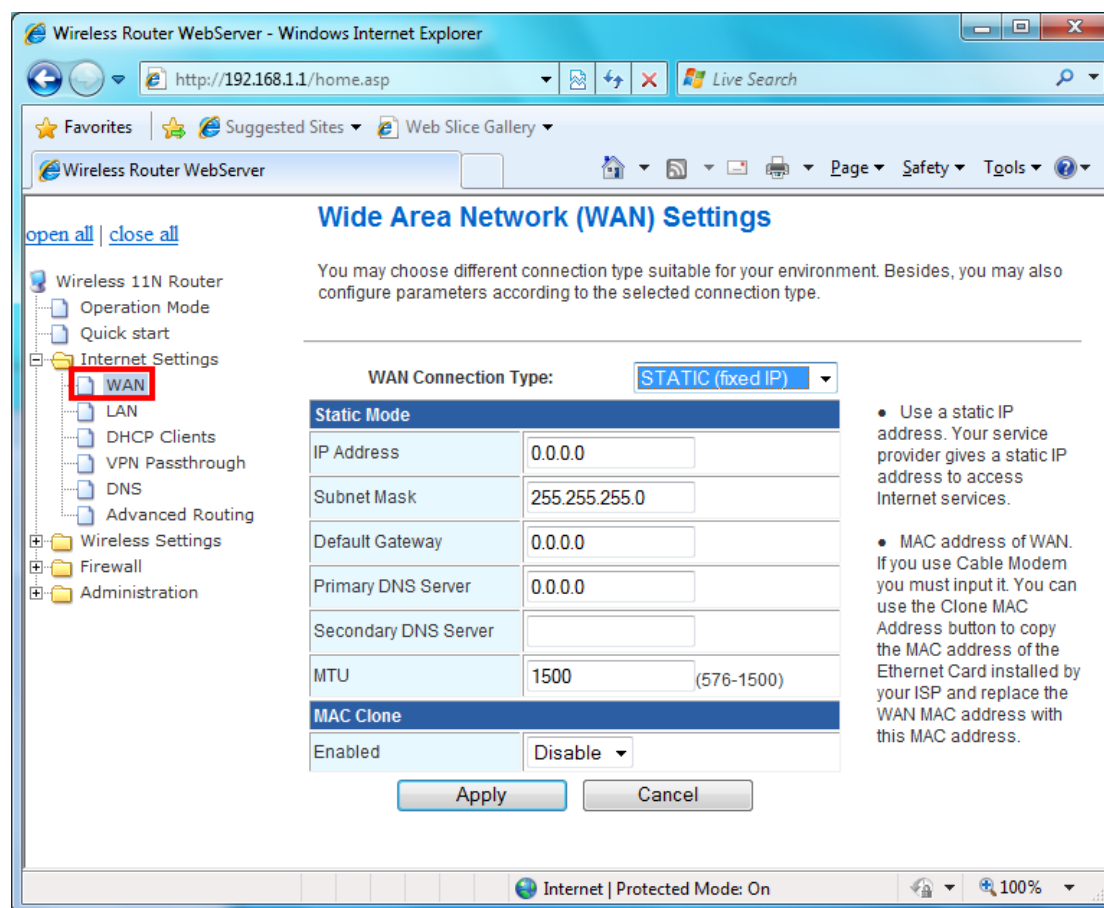 Wireless Router WebServer - Windows Internet Explorer
http://192.168.1.1/home.asp
Live Search
Favorites
Suggested Sites
Web Slice Gallery
Wireless Router WebServer
Page
Safety
Tools
open all | close all
Wireless 11N Router
Operation Mode
Quick start
Internet Settings
WAN
LAN
DHCP Clients
VPN Passthrough
DNS
Advanced Routing
Wireless Settings
Firewall
Administration
Wide Area Network (WAN) Settings
You may choose different connection type suitable for your environment. Besides, you may also
configure parameters according to the selected connection type.
WAN Connection Type: STATIC (fixed IP)
Static Mode
IP Address 0.0.0.0
Subnet Mask 255.255.255.0
Default Gateway 0.0.0.0
Primary DNS Server 0.0.0.0
Secondary DNS Server
MTU 1500 (576-1500)
MAC Clone
Enabled Disable
Apply Cancel
● Use a static IP
address. Your service
provider gives a static IP
address to access
Internet services.
● MAC address of WAN.
If you use Cable Modem
you must input it. You can
use the Clone MAC
Address button to copy
the MAC address of the
Ethernet Card installed by
your ISP and replace the
WAN MAC address with
this MAC address.
Internet | Protected Mode: On
100%